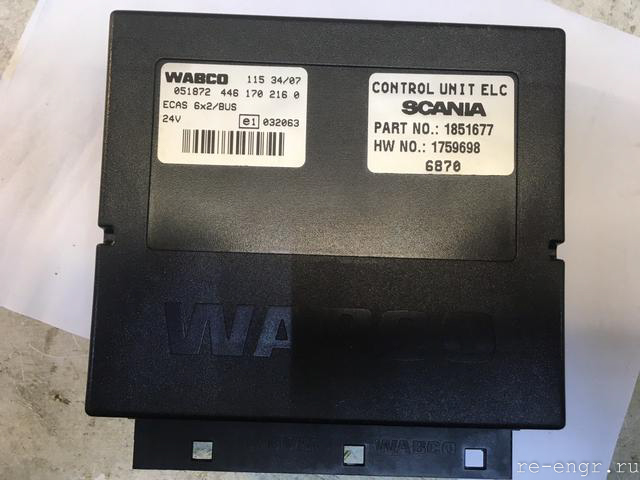 WABCO 115 34/07
051872 446 170 216 0
ECAS 6x2/BUS
24V e1 032063
CONTROL UNIT ELC
SCANIA
PART NO.: 1851677
HW NO.: 1759698
6870
WABCO
WABCO
re-engr.ru